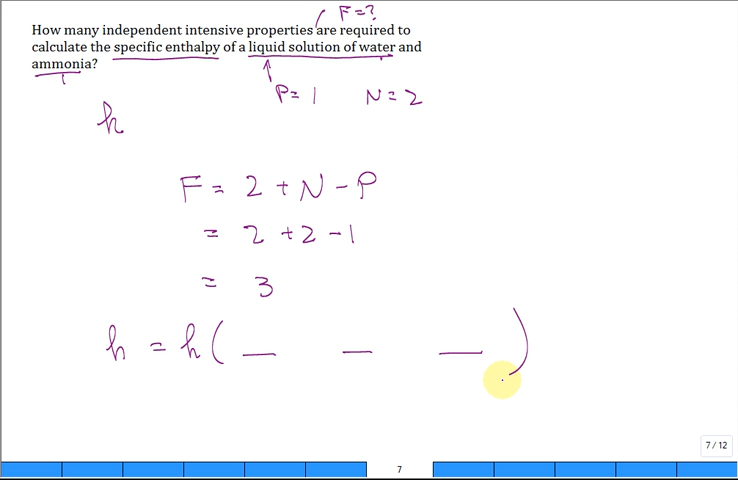 F=?
How many independent intensive properties are required to
calculate the specific enthalpy of a liquid solution of water and
ammonia?
P=1 N=2
h
F = 2 + N - P
= 2 + 2 - 1
= 3
h = h ( _ _ _ )
7 / 12
7